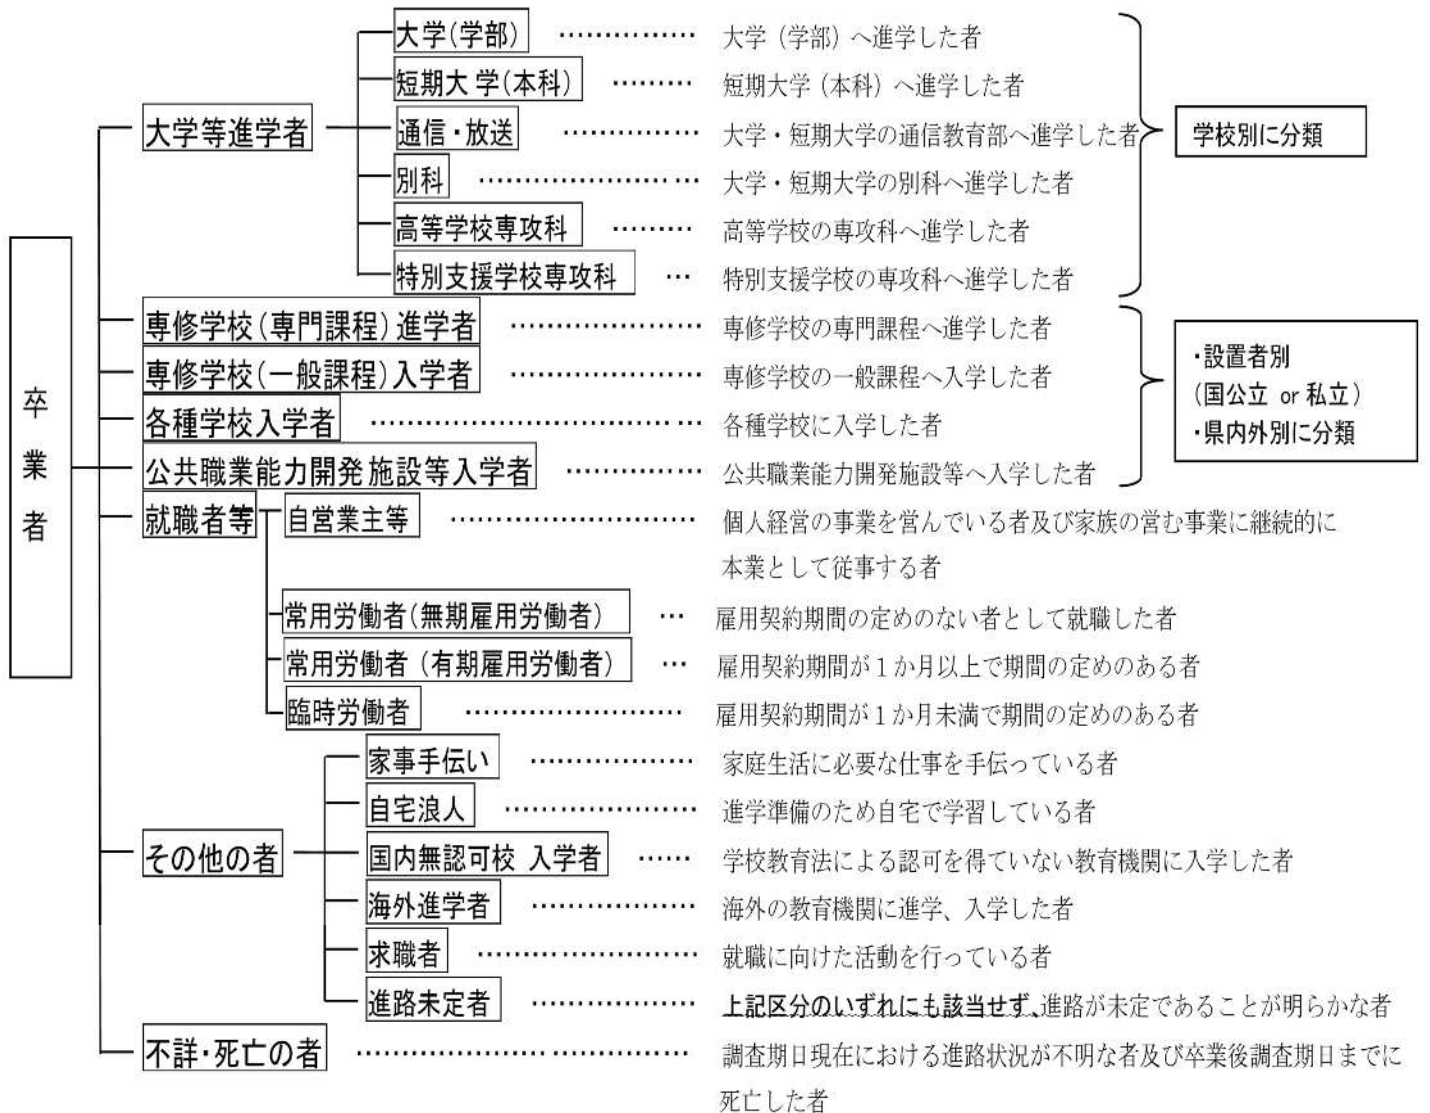 大学(学部) ‥‥‥‥‥‥‥ 大学（学部）へ進学した者
短期大学(本科) ‥‥‥‥ 短期大学（本科）へ進学した者
大学等進学者 通信・放送 ‥‥‥‥‥‥‥ 大学・短期大学の通信教育部へ進学した者 学校別に分類
別科 ‥‥‥‥‥‥‥‥‥‥‥ 大学・短期大学の別科へ進学した者
高等学校専攻科 ‥‥‥‥ 高等学校の専攻科へ進学した者
特別支援学校専攻科 … 特別支援学校の専攻科へ進学した者
専修学校(専門課程)進学者 ‥‥‥‥‥‥‥‥‥ 専修学校の専門課程へ進学した者
専修学校(一般課程)入学者 ‥‥‥‥‥‥‥‥‥ 専修学校の一般課程へ入学した者
各種学校入学者 ‥‥‥‥‥‥‥‥‥‥‥‥‥‥‥‥ 各種学校に入学した者
公共職業能力開発施設等入学者 ‥‥‥‥‥‥‥ 公共職業能力開発施設等へ入学した者
・設置者別
(国公立 or 私立)
・県内外別に分類
卒業者
就職者等 自営業主等 ‥‥‥‥‥‥‥‥‥‥‥‥ 個人経営の事業を営んでいる者及び家族の営む事業に継続的に
本業として従事する者
常用労働者(無期雇用労働者) … 雇用契約期間の定めのない者として就職した者
常用労働者(有期雇用労働者) … 雇用契約期間が１か月以上で期間の定めのある者
臨時労働者 ‥‥‥‥‥‥‥‥‥‥‥ 雇用契約期間が１か月未満で期間の定めのある者
家事手伝い ‥‥‥‥‥‥‥‥ 家庭生活に必要な仕事を手伝っている者
自宅浪人 ‥‥‥‥‥‥‥‥‥ 進学準備のため自宅で学習している者
その他の者 国内無認可校 入学者 ‥‥‥ 学校教育法による認可を得ていない教育機関に入学した者
海外進学者 ‥‥‥‥‥‥‥‥ 海外の教育機関に進学、入学した者
求職者 ‥‥‥‥‥‥‥‥‥‥‥ 就職に向けた活動を行っている者
進路未定者 ‥‥‥‥‥‥‥‥ 上記区分のいずれにも該当せず、進路が未定であることが明らかな者
不詳・死亡の者 ‥‥‥‥‥‥‥‥‥‥‥‥‥‥‥‥ 調査期日現在における進路状況が不明な者及び卒業後調査期日までに
死亡した者